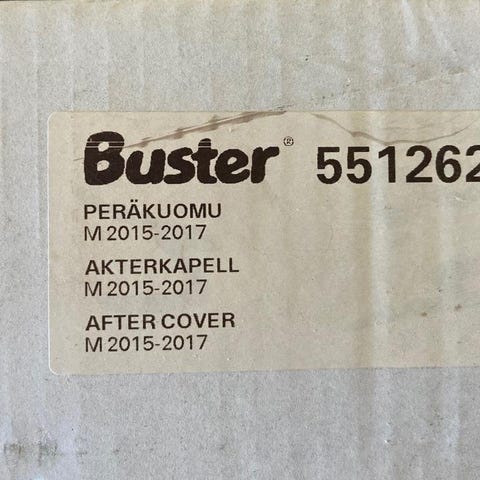 Buster® 551262
PERÄKUOMU
M 2015-2017
AKTERKAPELL
M 2015-2017
AFTER COVER
M 2015-2017